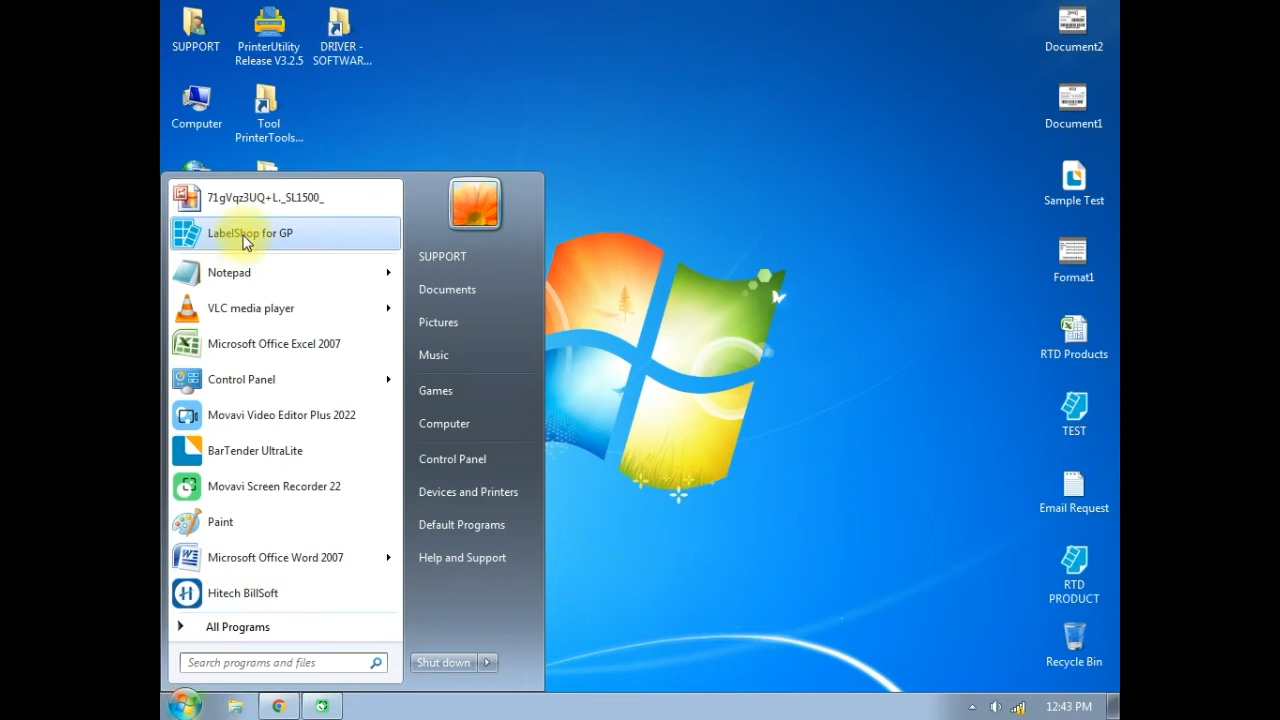 SUPPORT
PrinterUtility
Release V3.2.5
DRIVER -
SOFTWAR...
Document2
Computer
Tool
PrinterTools...
Document1
Sample Test
Format1
RTD Products
TEST
Email Request
RTD
PRODUCT
Recycle Bin
71gVqz3UQ+L._SL1500_
LabelShop for GP
Notepad
VLC media player
Microsoft Office Excel 2007
Control Panel
Movavi Video Editor Plus 2022
BarTender UltraLite
Movavi Screen Recorder 22
Paint
Microsoft Office Word 2007
Hitech BillSoft
All Programs
Search programs and files
SUPPORT
Documents
Pictures
Music
Games
Computer
Control Panel
Devices and Printers
Default Programs
Help and Support
Shut down
12:43 PM